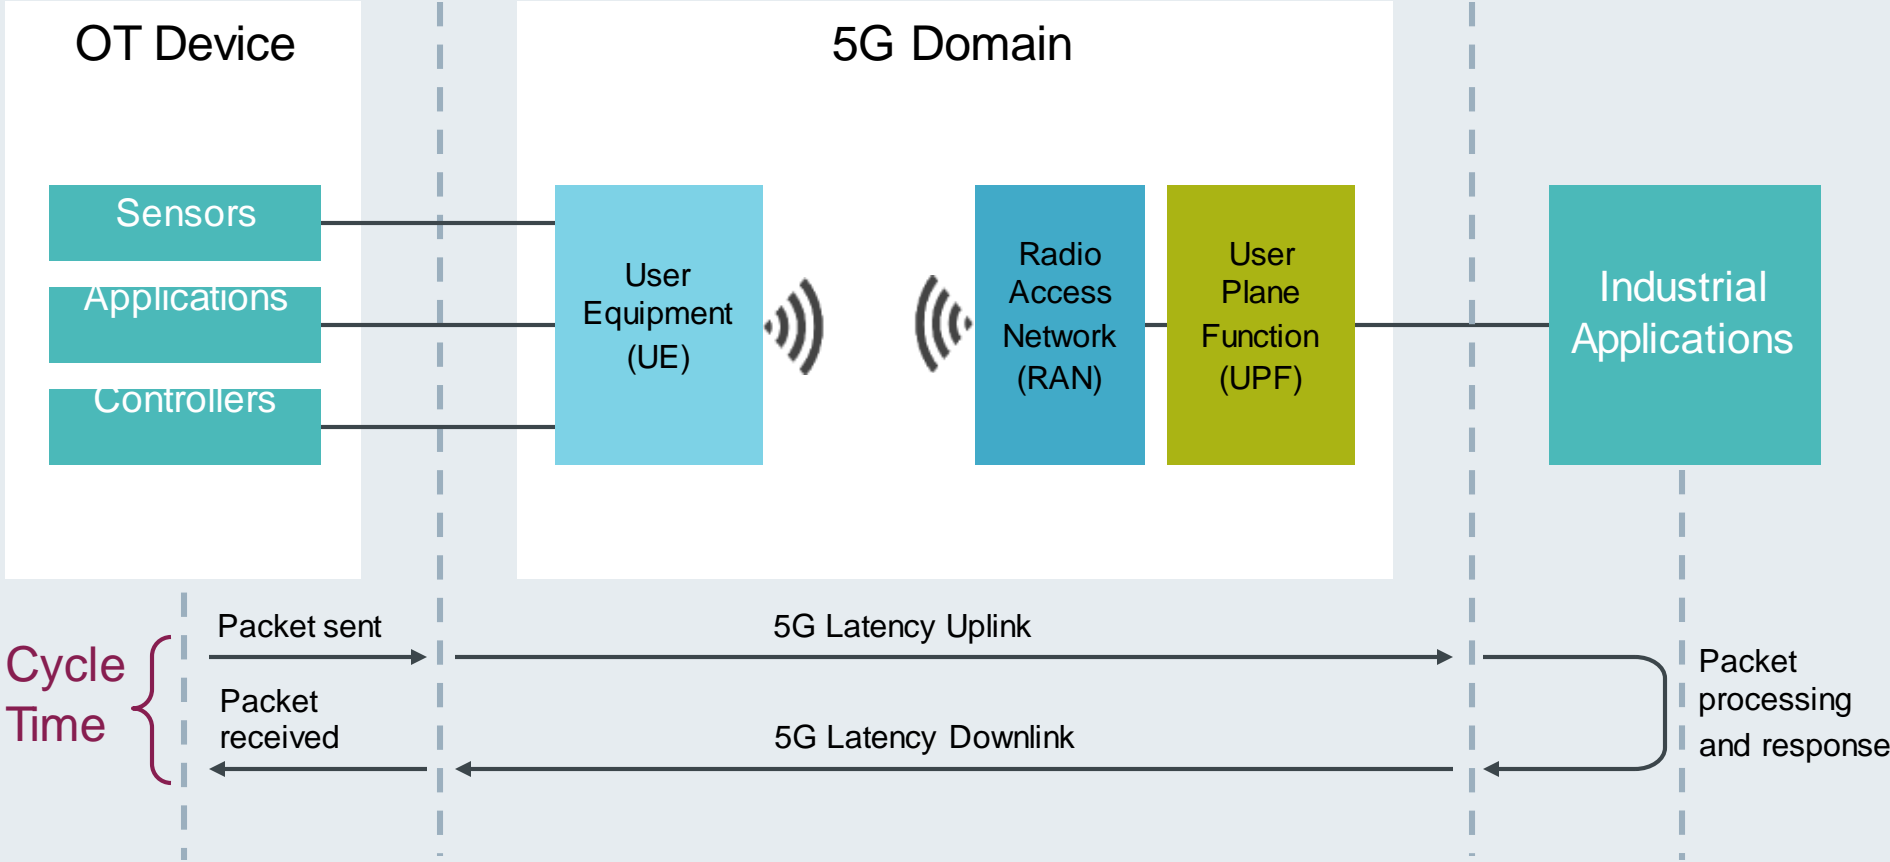 OT Device
5G Domain
Sensors
Applications
Controllers
User
Equipment
(UE)
Radio
Access
Network
(RAN)
User
Plane
Function
(UPF)
Industrial
Applications
Cycle
Time
Packet sent
5G Latency Uplink
Packet
received
5G Latency Downlink
Packet
processing
and response